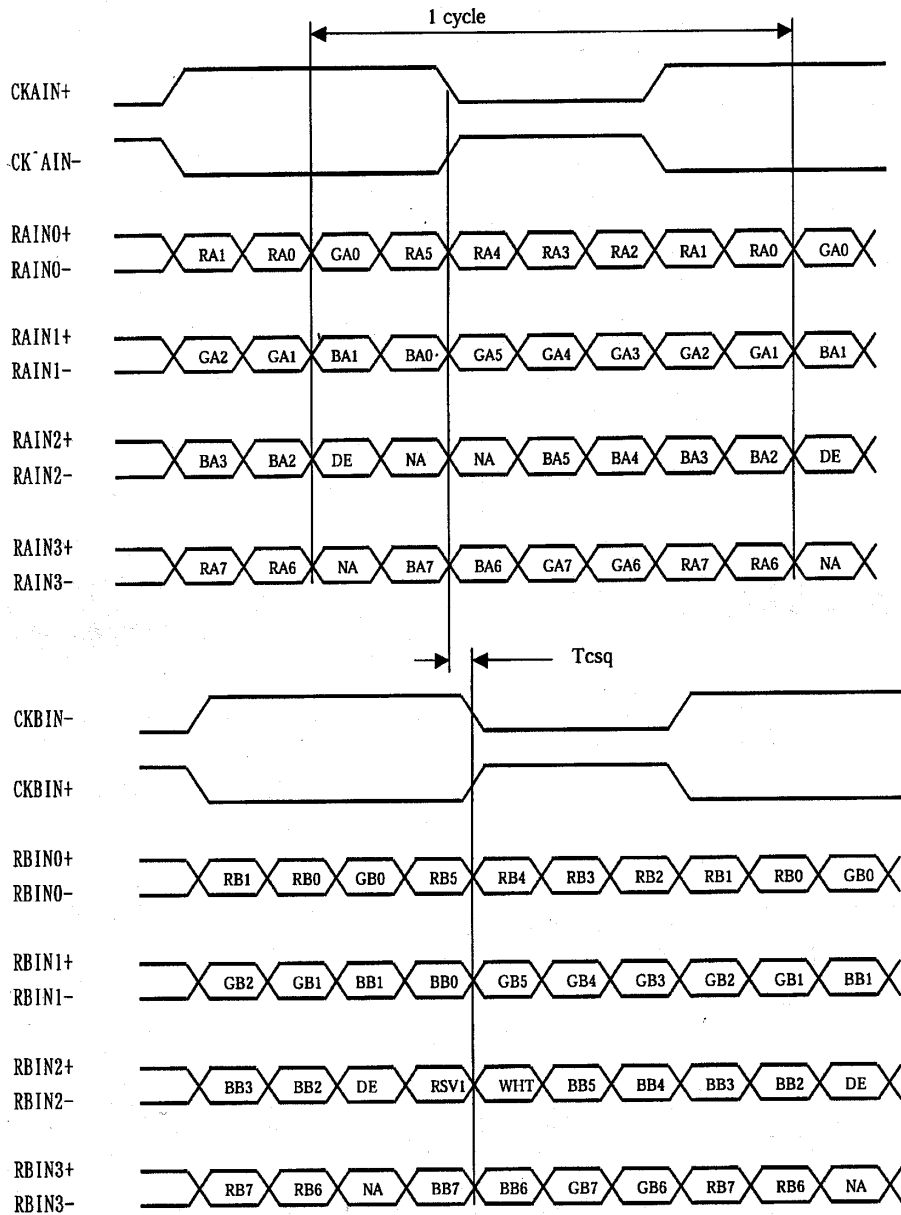 1 cycle
CKAIN+
CK AIN-
RAIN0+
RA1 RA0 GA0 RA5 RA4 RA3 RA2 RA1 RA0 GA0
RAIN0-
RAIN1+
GA2 GA1 BA1 BA0 GA5 GA4 GA3 GA2 GA1 BA1
RAIN1-
RAIN2+
BA3 BA2 DE NA NA BA5 BA4 BA3 BA2 DE
RAIN2-
RAIN3+
RA7 RA6 NA BA7 BA6 GA7 GA6 RA7 RA6 NA
RAIN3-
Tcsq
CKBIN-
CKBIN+
RBIN0+
RB1 RB0 GB0 RB5 RB4 RB3 RB2 RB1 RB0 GB0
RBIN0-
RBIN1+
GB2 GB1 BB1 BB0 GB5 GB4 GB3 GB2 GB1 BB1
RBIN1-
RBIN2+
BB3 BB2 DE RSV1 WHT BB5 BB4 BB3 BB2 DE
RBIN2-
RBIN3+
RB7 RB6 NA BB7 BB6 GB7 GB6 RB7 RB6 NA
RBIN3-